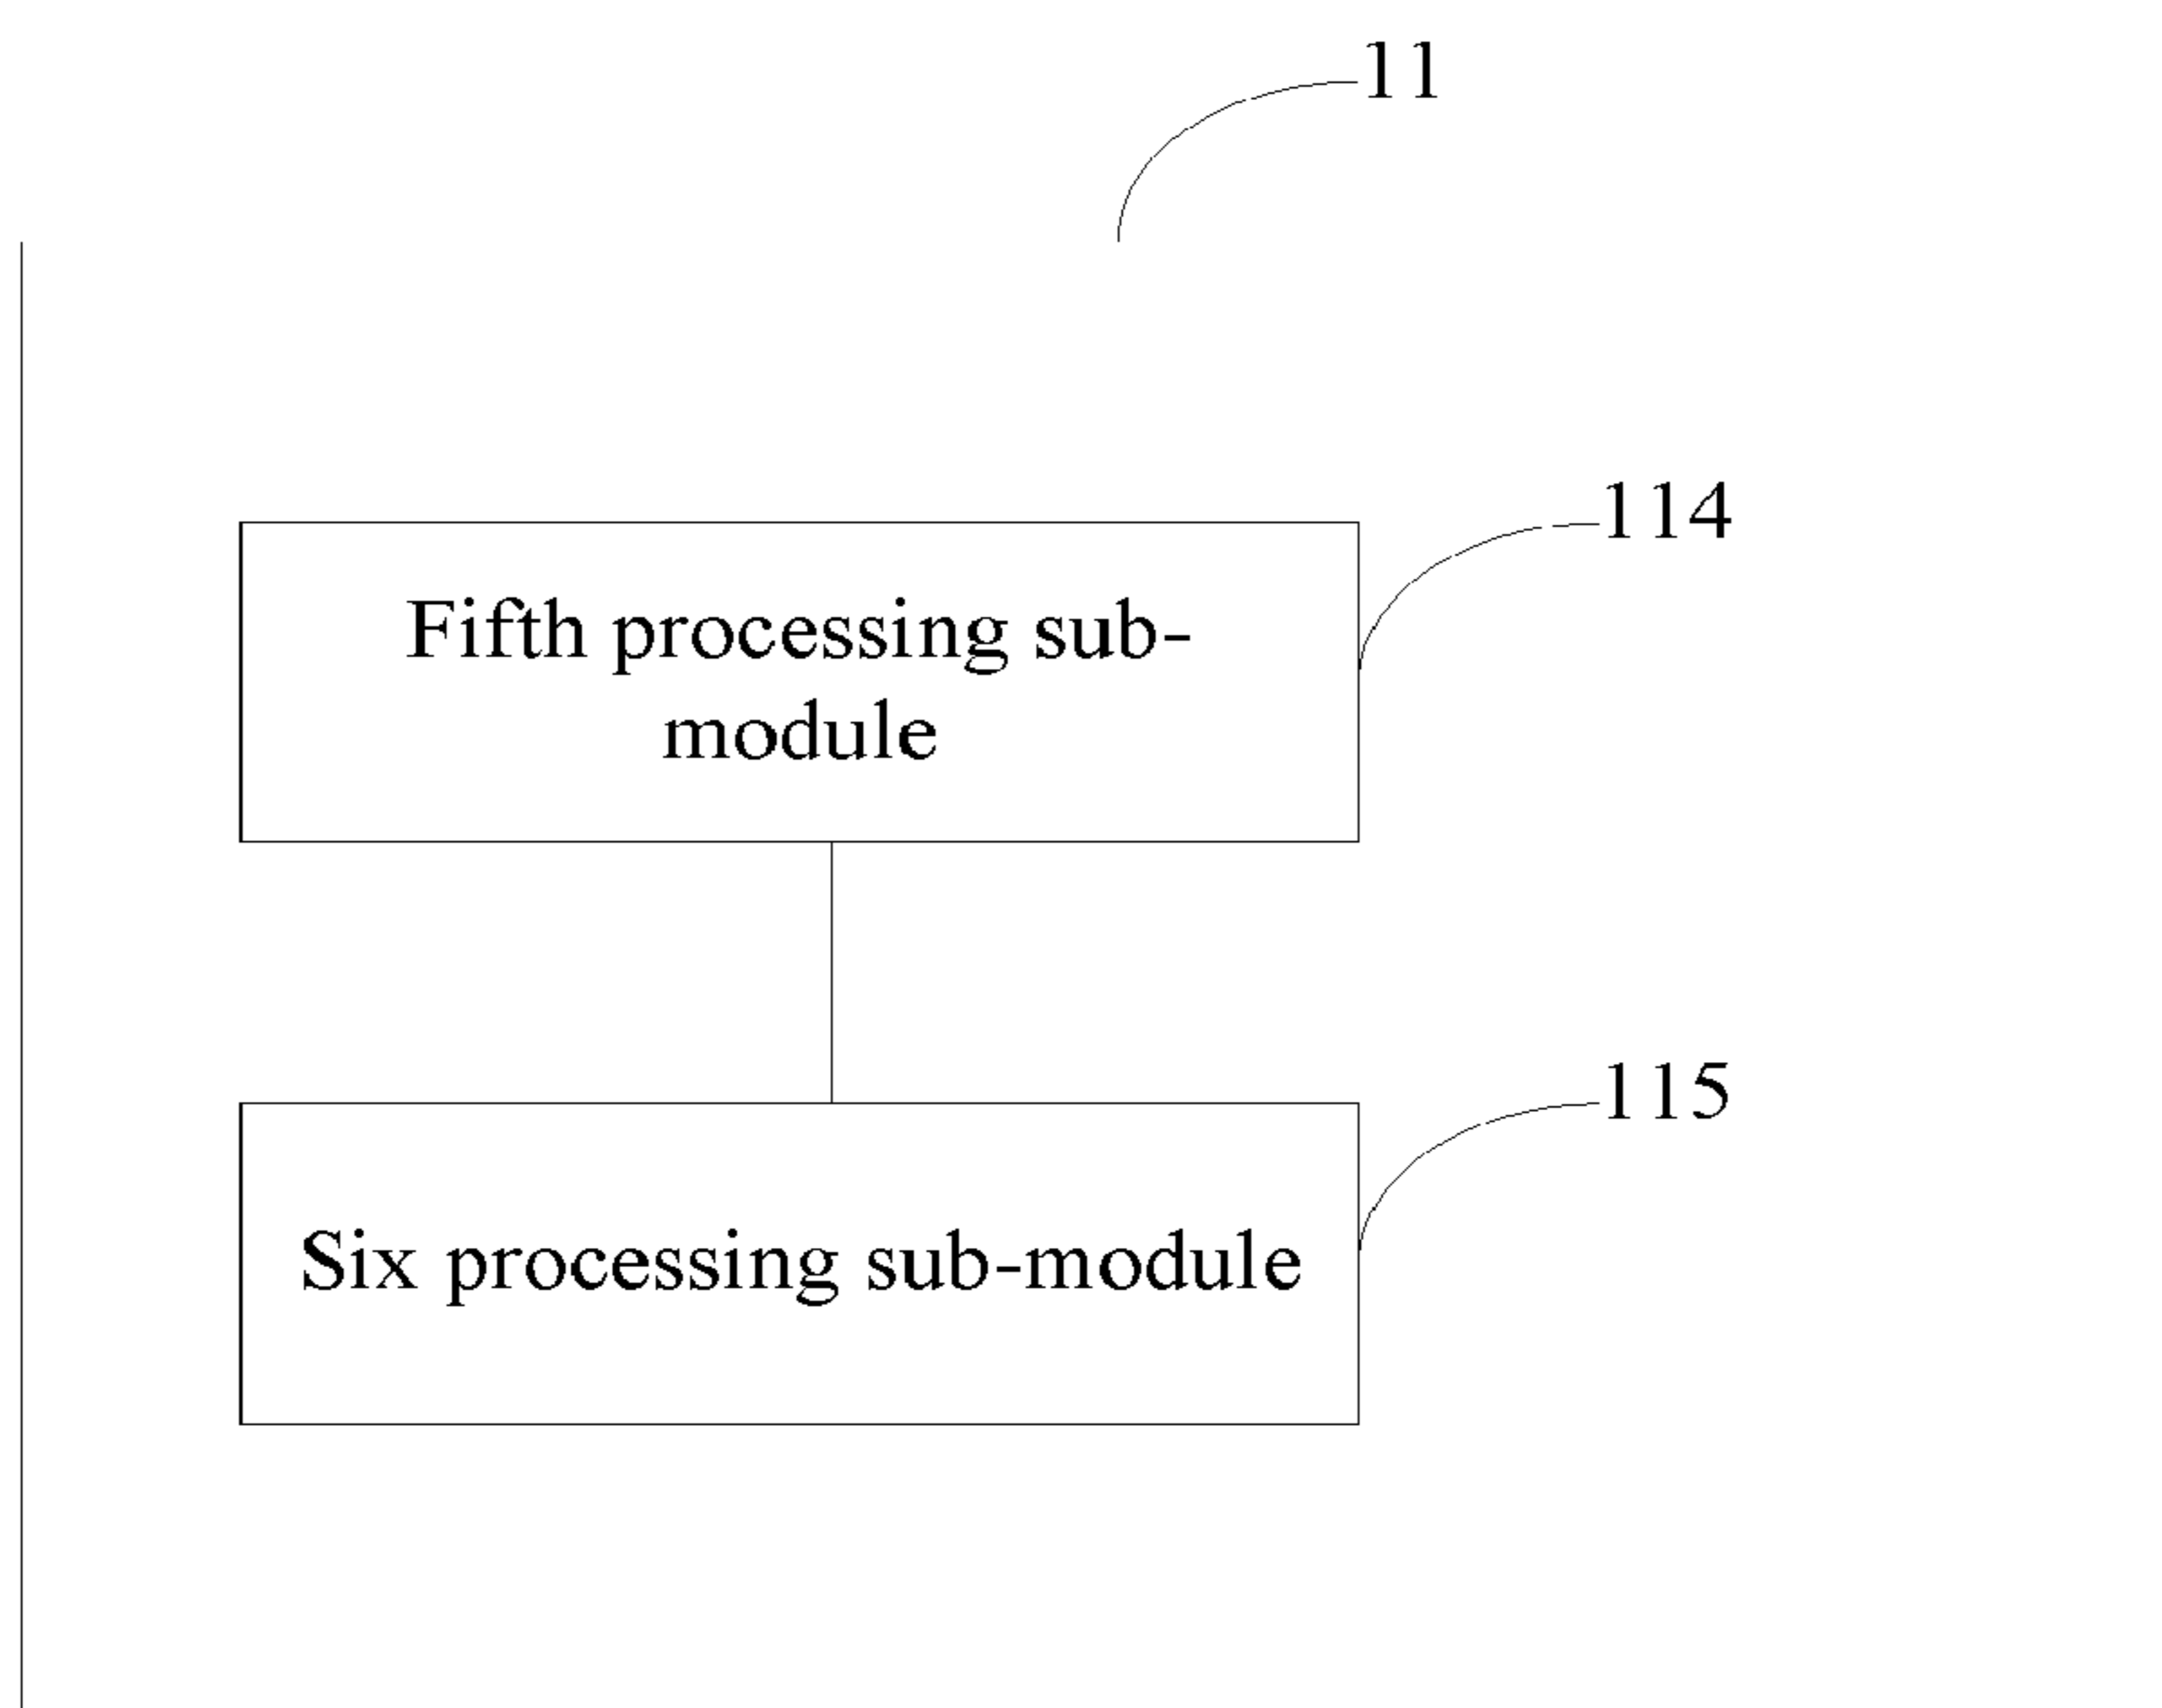 11
114
Fifth processing sub-
module
115
Six processing sub-module